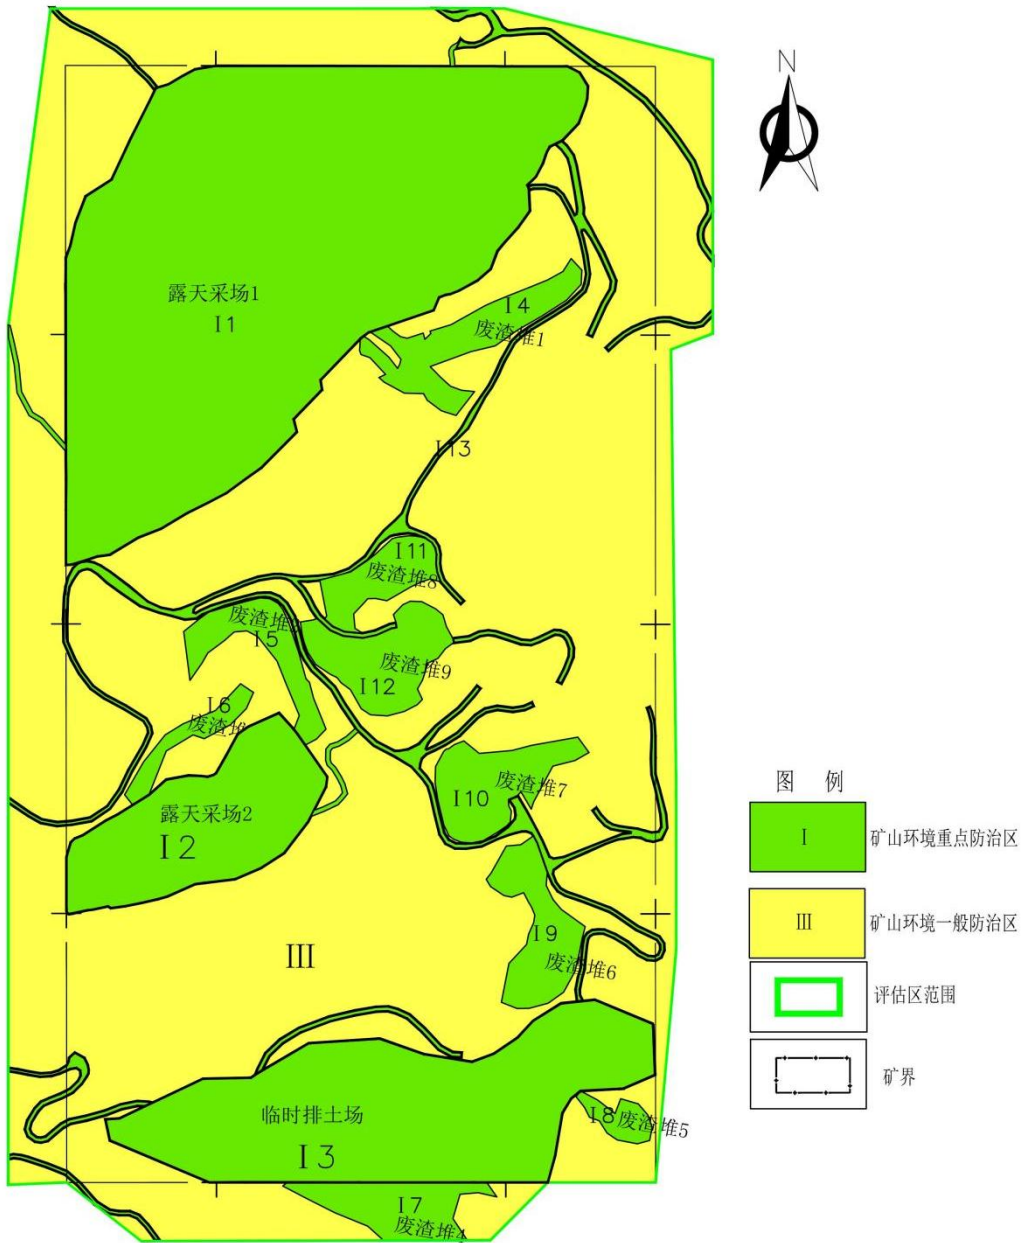 N
露天采场1
I1
I4
废渣堆1
I13
I11
废渣堆8
废渣堆
I5
废渣堆9
I12
I6
废渣堆
废渣堆7
I10
露天采场2
I2
I9
废渣堆6
III
临时排土场
I3
I8
废渣堆5
I7
废渣堆4
图 例
I
矿山环境重点防治区
III
矿山环境一般防治区
评估区范围
矿界